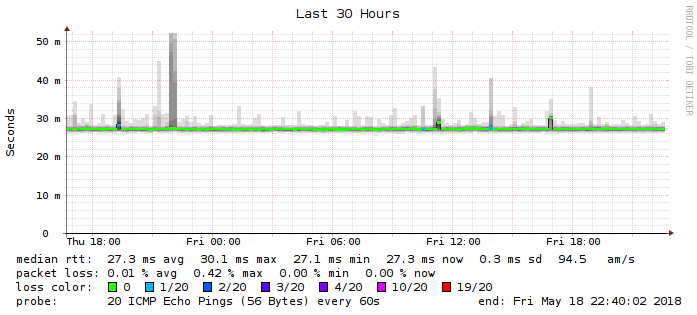 Last 30 Hours
RRDTOOL / TOBI OETIKER
Seconds
50 m
40 m
30 m
20 m
10 m
0
Thu 18:00 Fri 00:00 Fri 06:00 Fri 12:00 Fri 18:00
median rtt: 27.3 ms avg 30.1 ms max 27.1 ms min 27.3 ms now 0.3 ms sd 94.5 am/s
packet loss: 0.01 % avg 0.42 % max 0.00 % min 0.00 % now
loss color: 0 1/20 2/20 3/20 4/20 10/20 19/20
probe: 20 ICMP Echo Pings (56 Bytes) every 60s end: Fri May 18 22:40:02 2018